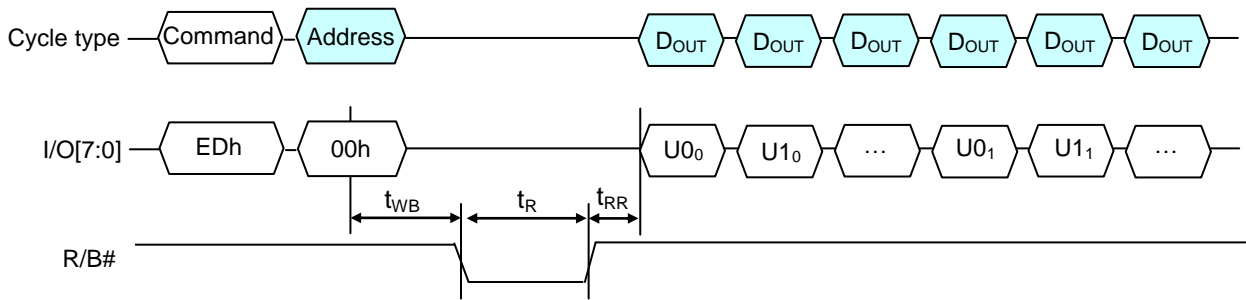 Cycle type Command Address DOUT DOUT DOUT DOUT DOUT DOUT
I/O[7:0] EDh 00h U00 U10 ... U01 U11 ...
tWB tR tRR
R/B#